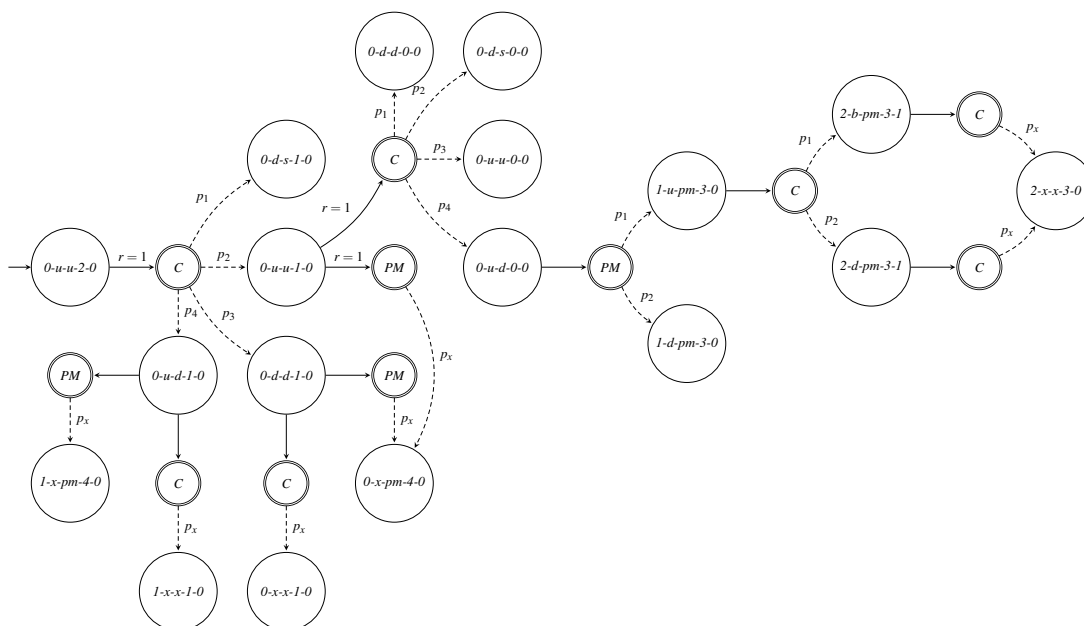 0-d-d-0-0
0-d-s-0-0
p1
p2
2-b-pm-3-1
C
0-d-s-1-0
C
p3
0-u-u-0-0
p1
px
p1
p4
r = 1
p1
1-u-pm-3-0
C
2-x-x-3-0
p2
px
0-u-u-2-0
r = 1
C
p2
0-u-u-1-0
r = 1
PM
0-u-d-0-0
PM
2-d-pm-3-1
C
p4
p3
p2
px
1-d-pm-3-0
PM
0-u-d-1-0
0-d-d-1-0
PM
px
px
1-x-pm-4-0
C
C
0-x-pm-4-0
px
px
1-x-x-1-0
0-x-x-1-0